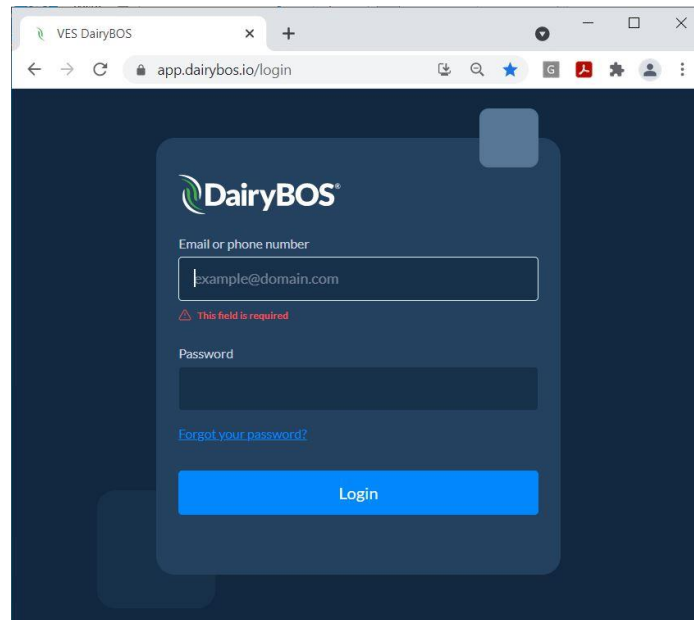 VES DairyBOS
app.dairybos.io/login
G
DairyBOS®
Email or phone number
example@domain.com
This field is required
Password
Forgot your password?
Login